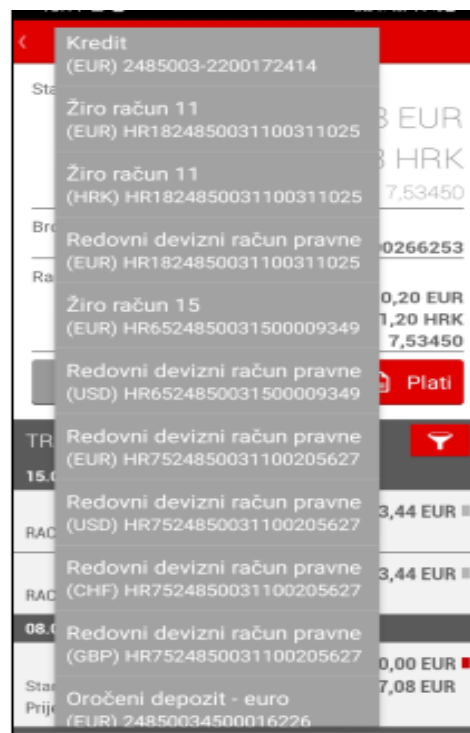 Kredit
(EUR) 2485003-2200172414
Žiro račun 11
(EUR) HR1824850031100311025
Žiro račun 11
(HRK) HR1824850031100311025
Redovni devizni račun pravne
(EUR) HR1824850031100311025
Žiro račun 15
(EUR) HR6524850031500009349
Redovni devizni račun pravne
(USD) HR6524850031500009349
Redovni devizni račun pravne
(EUR) HR7524850031100205627
Redovni devizni račun pravne
(USD) HR7524850031100205627
Redovni devizni račun pravne
(CHF) HR7524850031100205627
Redovni devizni račun pravne
(GBP) HR7524850031100205627
Oročeni depozit - euro
(EUR) 24850034500016226
EUR
HRK
7,53450
00266253
0,20 EUR
1,20 HRK
7,53450
Plati
3,44 EUR
3,44 EUR
0,00 EUR
7,08 EUR